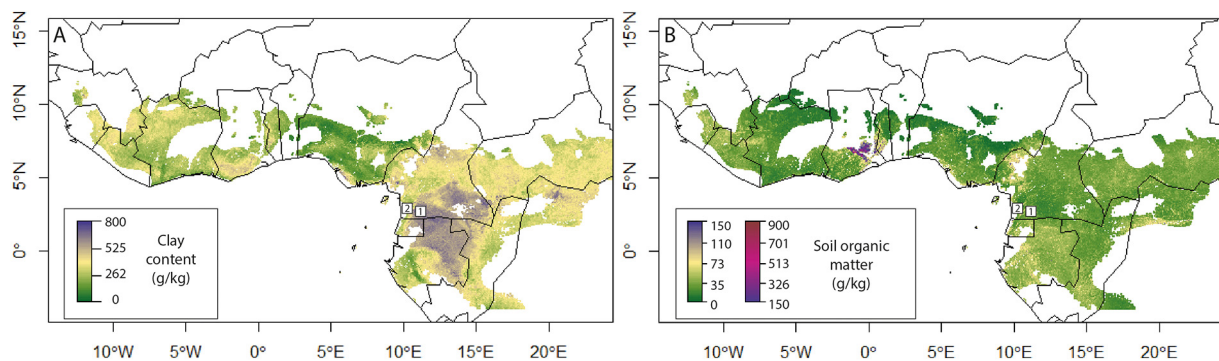 A
15°N
10°N
5°N
0°
2
1
800
525
262
0
Clay
content
(g/kg)
10°W
5°W
0°
5°E
10°E
15°E
20°E
B
15°N
10°N
5°N
0°
2
1
150
110
73
35
0
900
701
513
326
150
Soil organic
matter
(g/kg)
10°W
5°W
0°
5°E
10°E
15°E
20°E